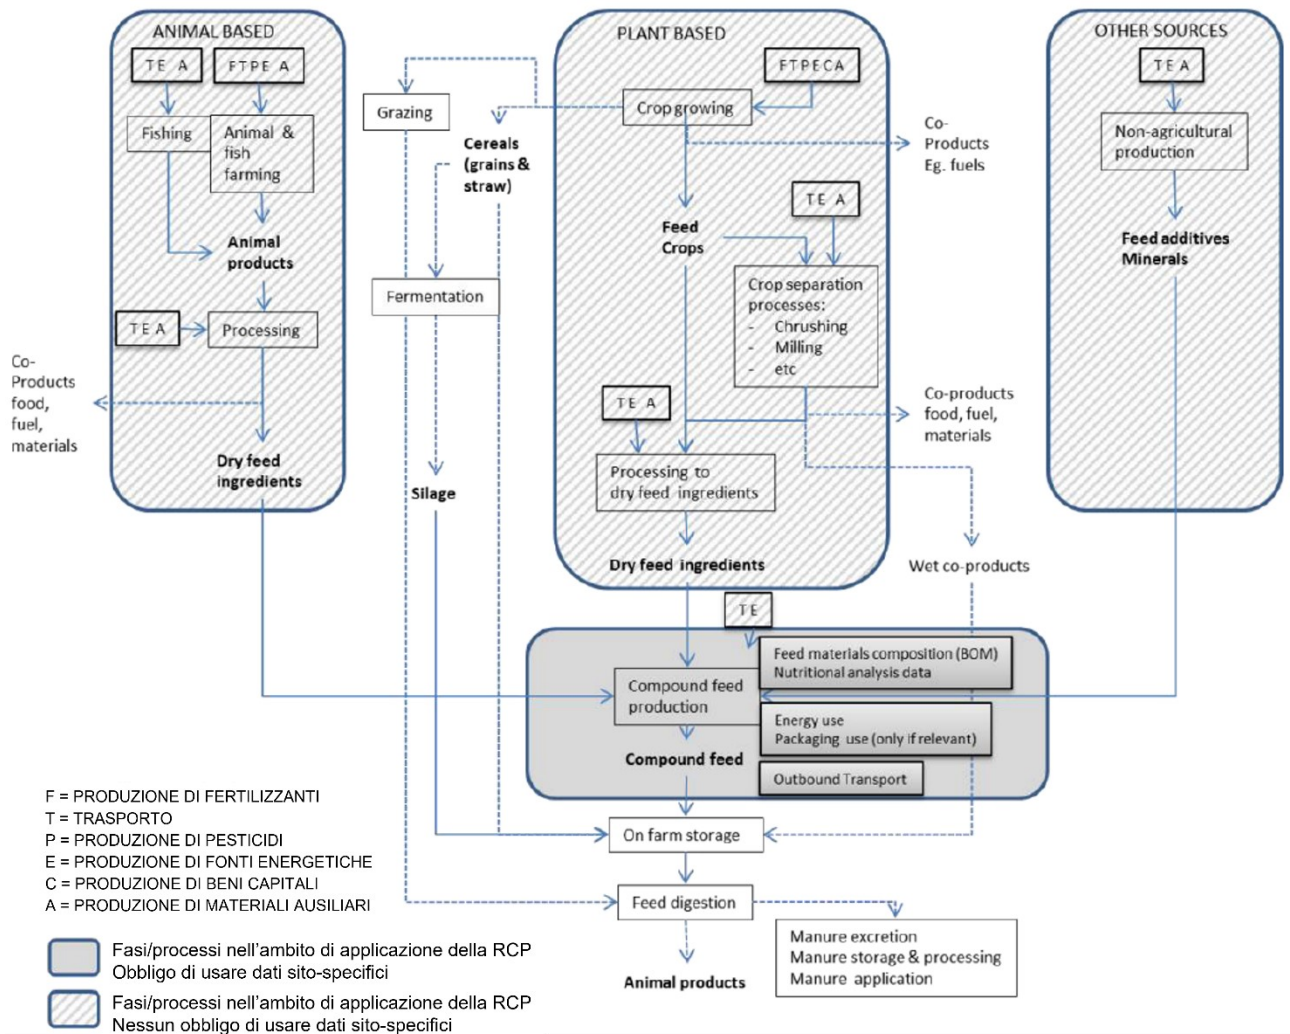 ANIMAL BASED
TE A
FTPE A
Fishing
Animal &
fish
farming
Animal
products
TE A
Processing
Co-
Products
food,
fuel,
materials
Dry feed
ingredients
Grazing
Cereals
(grains &
straw)
Fermentation
Silage
PLANT BASED
FTPECA
Crop growing
Co-
Products
Eg. fuels
TE A
Feed
Crops
Crop separation
processes:
- Chrushing
- Milling
- etc
TE A
Co-products
food, fuel,
materials
Processing to
dry feed ingredients
Dry feed ingredients
Wet co-products
OTHER SOURCES
TE A
Non-agricultural
production
Feed additives
Minerals
TE
Feed materials composition (BOM)
Nutritional analysis data
Compound feed
production
Energy use
Packaging use (only if relevant)
Compound feed
Outbound Transport
On farm storage
Feed digestion
Manure excretion
Manure storage & processing
Manure application
Animal products
F = PRODUZIONE DI FERTILIZZANTI
T = TRASPORTO
P = PRODUZIONE DI PESTICIDI
E = PRODUZIONE DI FONTI ENERGETICHE
C = PRODUZIONE DI BENI CAPITALI
A = PRODUZIONE DI MATERIALI AUSILIARI
Fasi/processi nell'ambito di applicazione della RCP
Obbligo di usare dati sito-specifici
Fasi/processi nell'ambito di applicazione della RCP
Nessun obbligo di usare dati sito-specifici